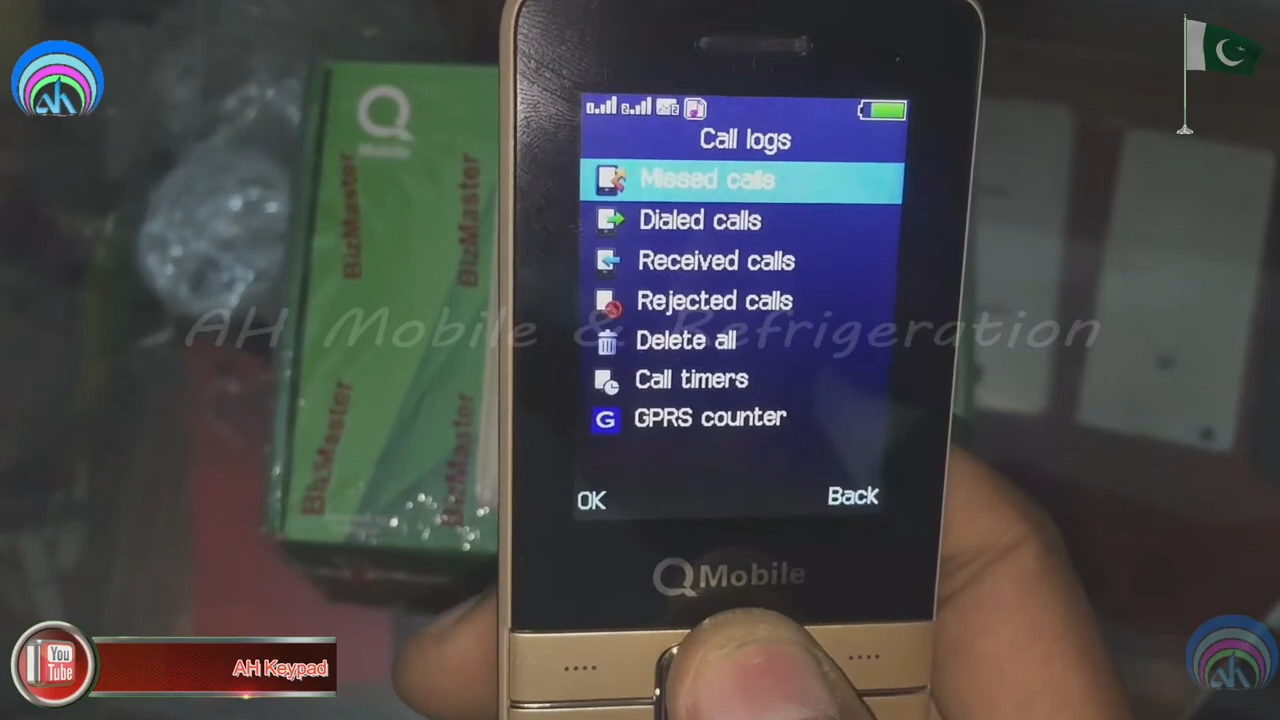 Q
Mobile
BizMaster
BizMaster
BizMaster
BizMaster
Call logs
Missed calls
Dialed calls
Received calls
Rejected calls
Delete all
Call timers
G GPRS counter
OK
Back
QMobile
AH Mobile & Refrigeration
You
Tube
AH Keypad